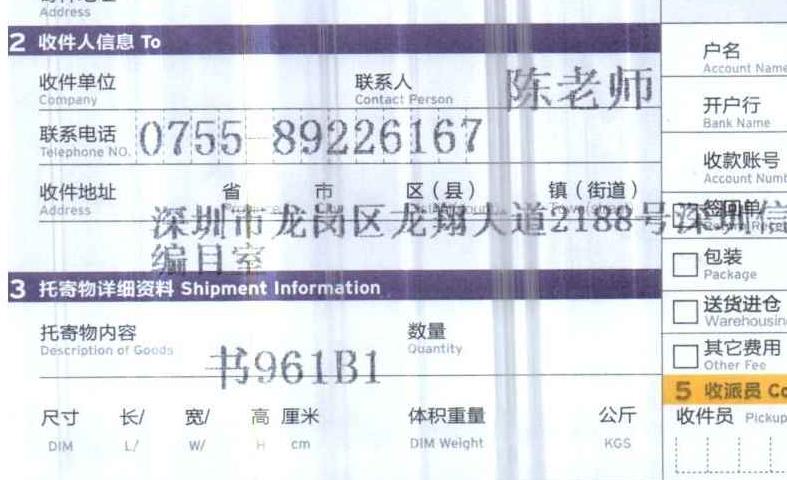 Address
2 收件人信息 To
收件单位 联系人 陈老师
Company Contact Person
联系电话 0755-89226167
Telephone NO.
收件地址 省 市 区（县） 镇（街道）
Address
深圳市龙岗区龙翔大道2188号深圳信
编目室
3 托寄物详细资料 Shipment Information
托寄物内容 数量
Description of Goods Quantity
书961B1
尺寸 长/ 宽/ 高 厘米 体积重量 公斤
DIM L/ W/ H cm DIM Weight KGS
户名
Account Name
开户行
Bank Name
收款账号
Account Numb
签回单
包装
Package
送货进仓
Warehousin
其它费用
Other Fee
5 收派员 Co
收件员 Pickup